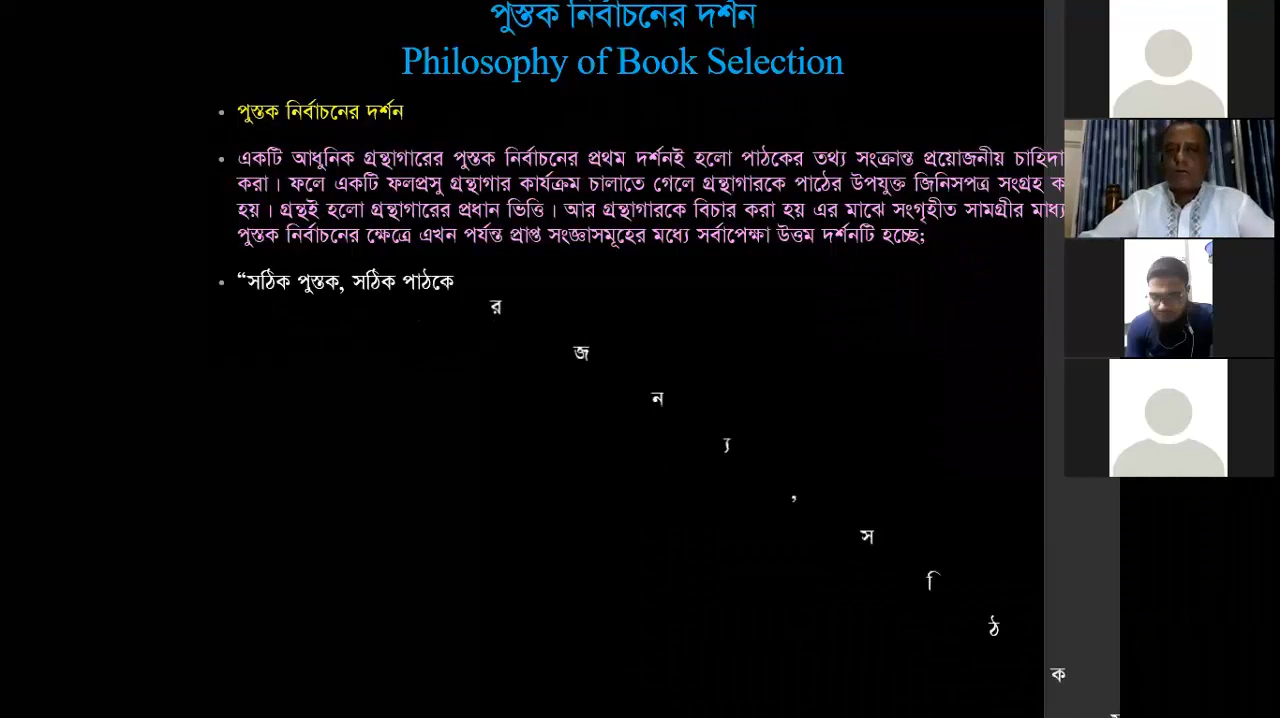 পুস্তক নির্বাচনের দর্শন
Philosophy of Book Selection
• পুস্তক নির্বাচনের দর্শন
• একটি আধুনিক গ্রন্থাগারের পুস্তক নির্বাচনের প্রথম দর্শনই হলো পাঠকের তথ্য সংক্রান্ত প্রয়োজনীয় চাহিদা
করা। ফলে একটি ফলপ্রসু গ্রন্থাগার কার্যক্রম চালাতে গেলে গ্রন্থাগারকে পাঠের উপযুক্ত জিনিসপত্র সংগ্রহ ক
হয়। গ্রন্থই হলো গ্রন্থাগারের প্রধান ভিত্তি। আর গ্রন্থাগারকে বিচার করা হয় এর মাঝে সংগৃহীত সামগ্রীর মাধ্য
পুস্তক নির্বাচনের ক্ষেত্রে এখন পর্যন্ত প্রাপ্ত সংজ্ঞাসমূহের মধ্যে সর্বাপেক্ষা উত্তম দর্শনটি হচ্ছে;
• “সঠিক পুস্তক, সঠিক পাঠকে
র
জ
ন
্য
,
স
ি
ঠ
ক